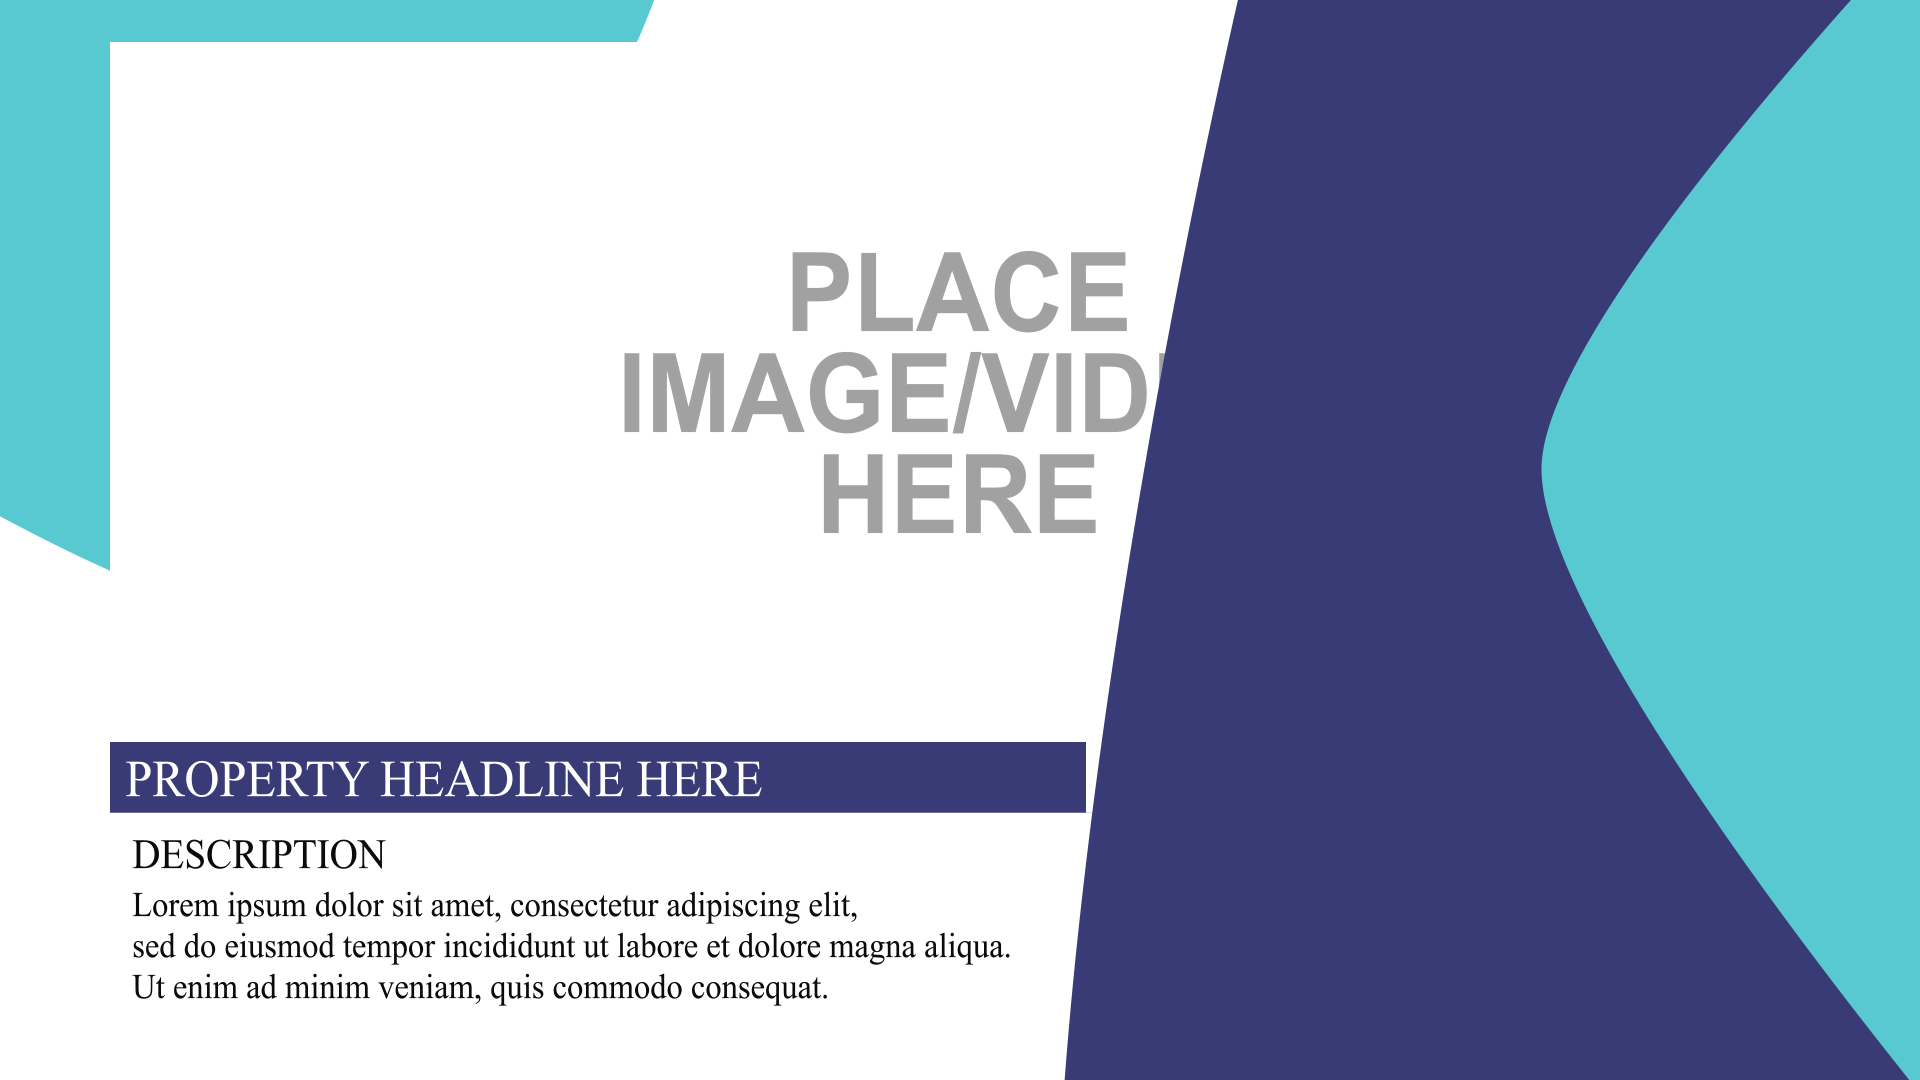 PLACE
IMAGE/VID
HERE
PROPERTY HEADLINE HERE
DESCRIPTION
Lorem ipsum dolor sit amet, consectetur adipiscing elit,
sed do eiusmod tempor incididunt ut labore et dolore magna aliqua.
Ut enim ad minim veniam, quis commodo consequat.